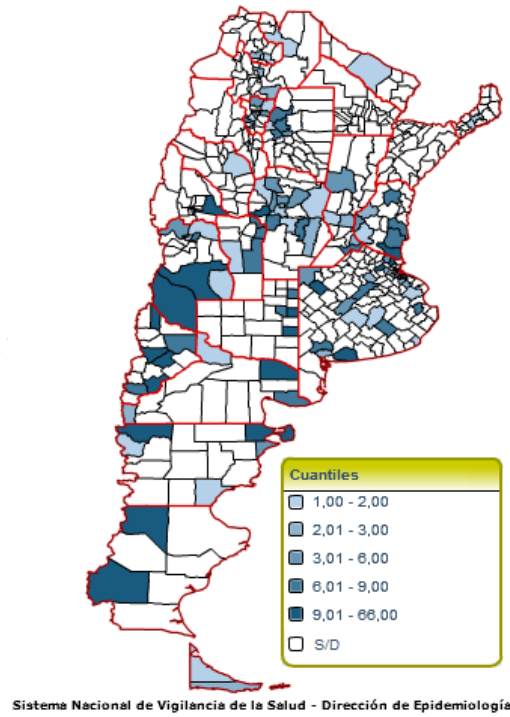 Cuantiles
1,00 - 2,00
2,01 - 3,00
3,01 - 6,00
6,01 - 9,00
9,01 - 66,00
S/D
Sistema Nacional de Vigilancia de la Salud - Dirección de Epidemiología